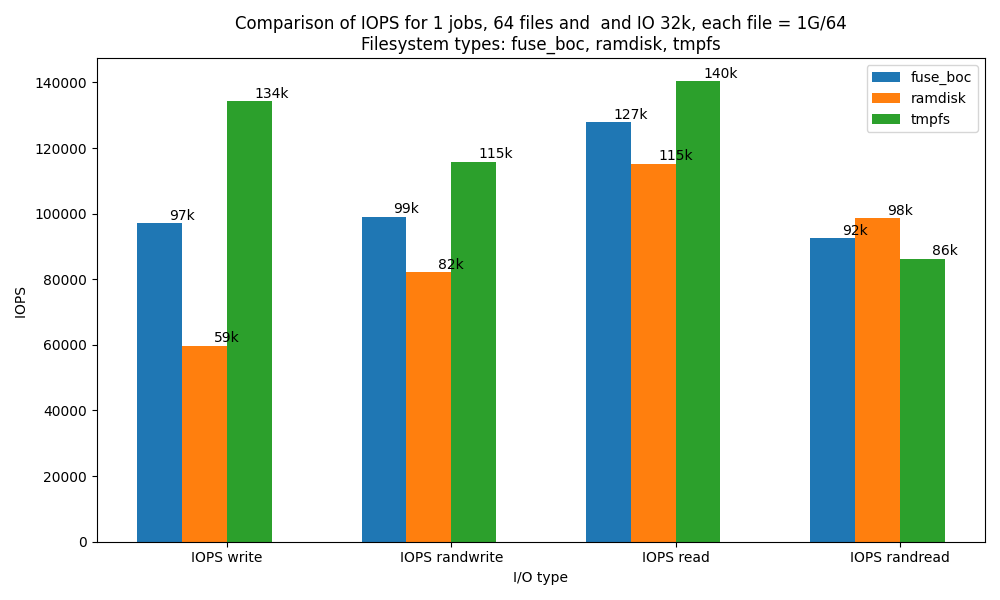 Comparison of IOPS for 1 jobs, 64 files and  and IO 32k, each file = 1G/64
Filesystem types: fuse_boc, ramdisk, tmpfs
fuse_boc
ramdisk
tmpfs
IOPS
140000
120000
100000
80000
60000
40000
20000
0
97k
59k
134k
99k
82k
115k
127k
115k
140k
92k
98k
86k
IOPS write
IOPS randwrite
IOPS read
IOPS randread
I/O type